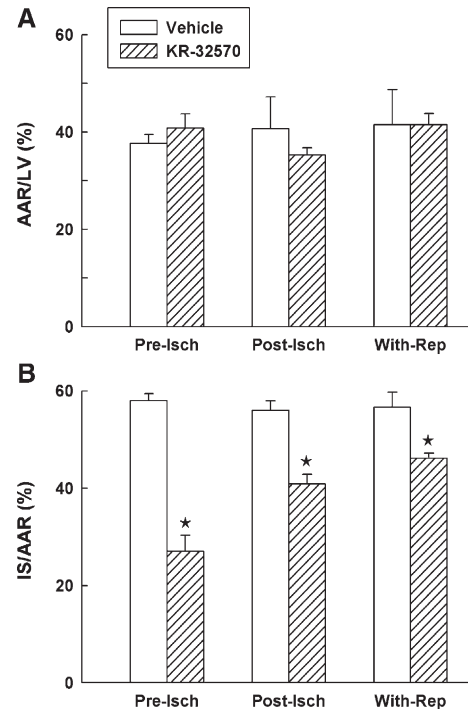 A
Vehicle
KR-32570
AAR/LV (%)
60
40
20
0
Pre-Isch Post-Isch With-Rep
B
IS/AAR (%)
60
40
20
0
★ ★ ★
Pre-Isch Post-Isch With-Rep